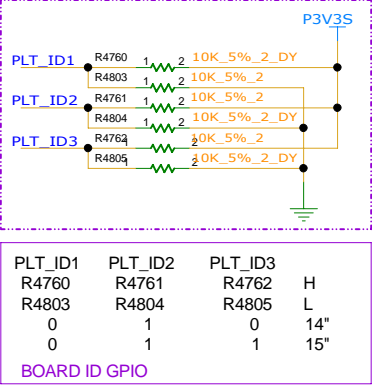 P3V3S
PLT_ID1 R4760 1 2 10K_5%_2_DY
R4803 1 2 10K_5%_2
PLT_ID2 R4761 1 2 10K_5%_2
R4804 1 2 10K_5%_2_DY
PLT_ID3 R4762 1 2 10K_5%_2
R4805 1 2 10K_5%_2_DY
PLT_ID1 PLT_ID2 PLT_ID3
R4760 R4761 R4762 H
R4803 R4804 R4805 L
0 1 0 14"
0 1 1 15"
BOARD ID GPIO